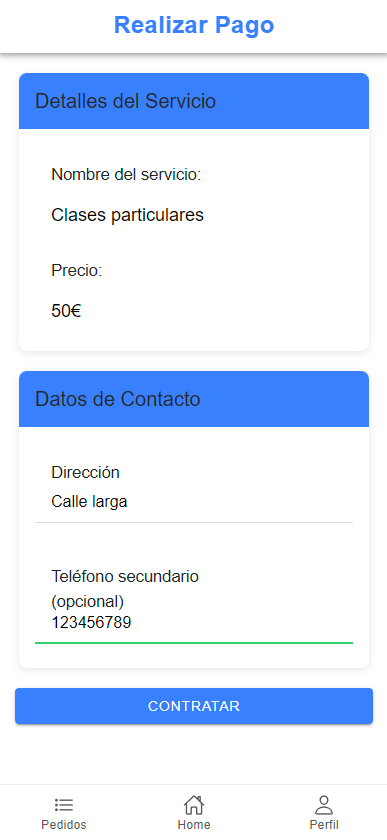 Realizar Pago
Detalles del Servicio
Nombre del servicio:
Clases particulares
Precio:
50€
Datos de Contacto
Dirección
Calle larga
Teléfono secundario
(opcional)
123456789
CONTRATAR
Pedidos
Home
Perfil